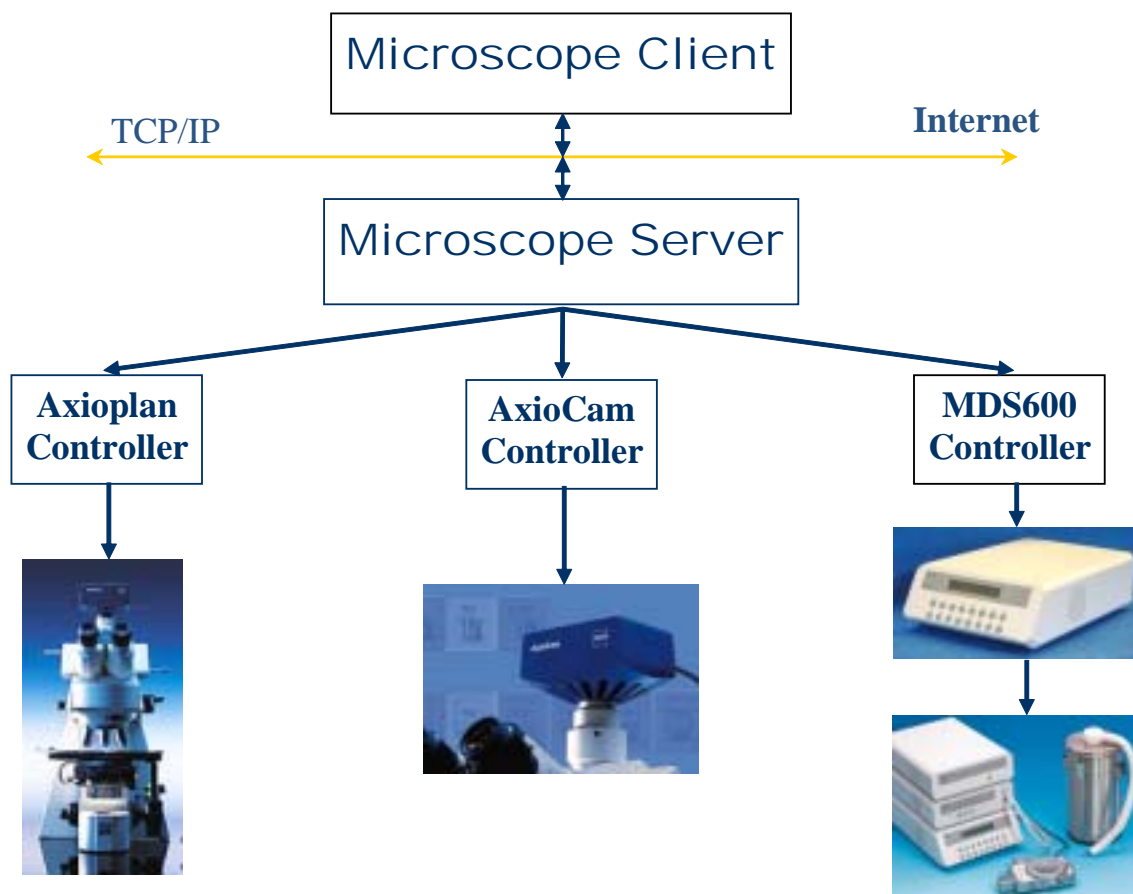 Microscope Client
TCP/IP
Internet
Microscope Server
Axioplan
Controller
AxioCam
Controller
MDS600
Controller